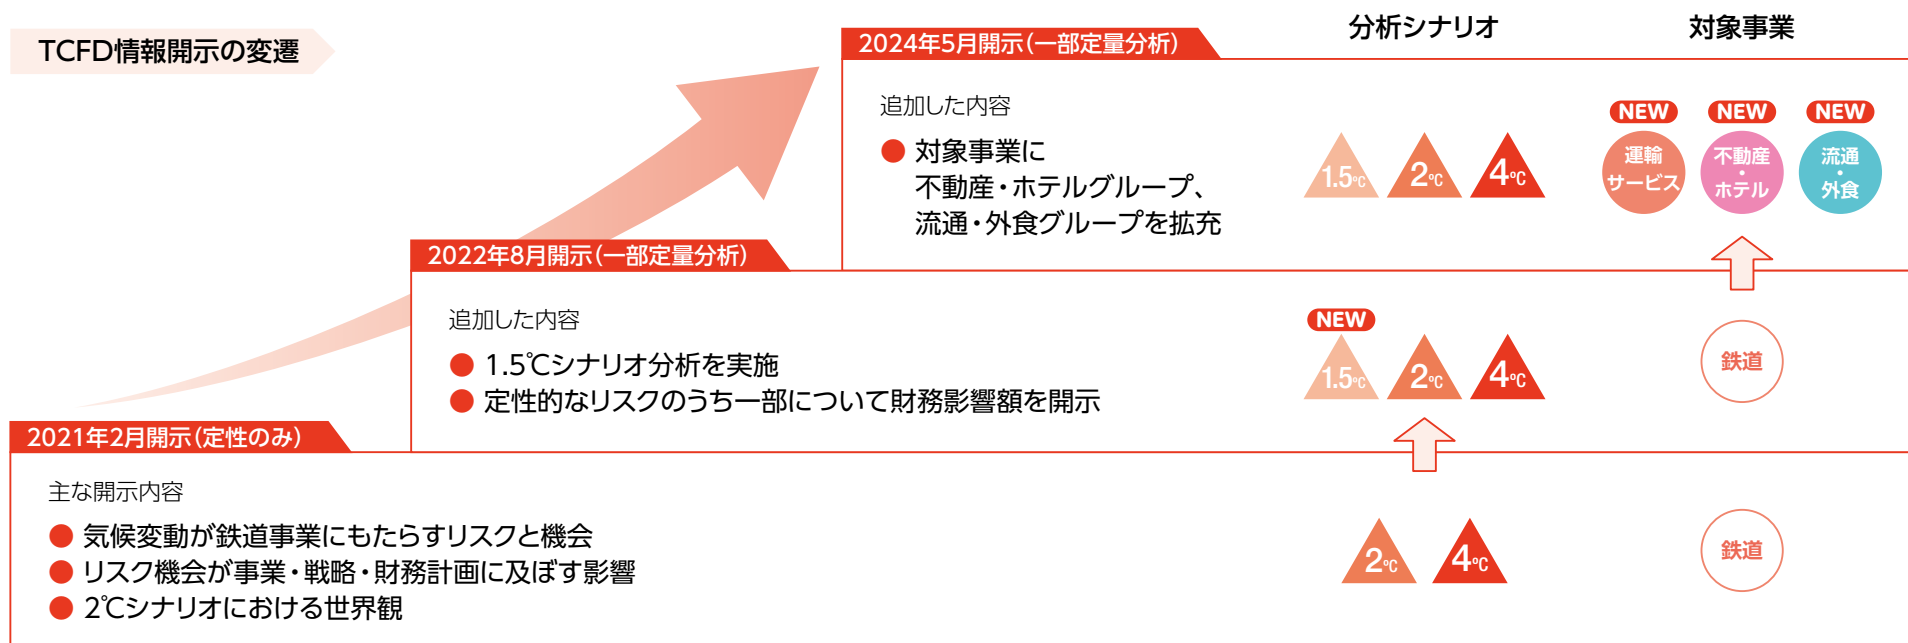 TCFD情報開示の変遷
分析シナリオ
対象事業
2024年5月開示（一部定量分析）
追加した内容
● 対象事業に
不動産・ホテルグループ、
流通・外食グループを拡充
1.5℃
2℃
4℃
NEW
運輸
サービス
NEW
不動産
・
ホテル
NEW
流通
・
外食
2022年8月開示（一部定量分析）
追加した内容
● 1.5℃シナリオ分析を実施
● 定性的なリスクのうち一部について財務影響額を開示
NEW
1.5℃
2℃
4℃
鉄道
2021年2月開示（定性のみ）
主な開示内容
● 気候変動が鉄道事業にもたらすリスクと機会
● リスク機会が事業・戦略・財務計画に及ぼす影響
● 2℃シナリオにおける世界観
2℃
4℃
鉄道